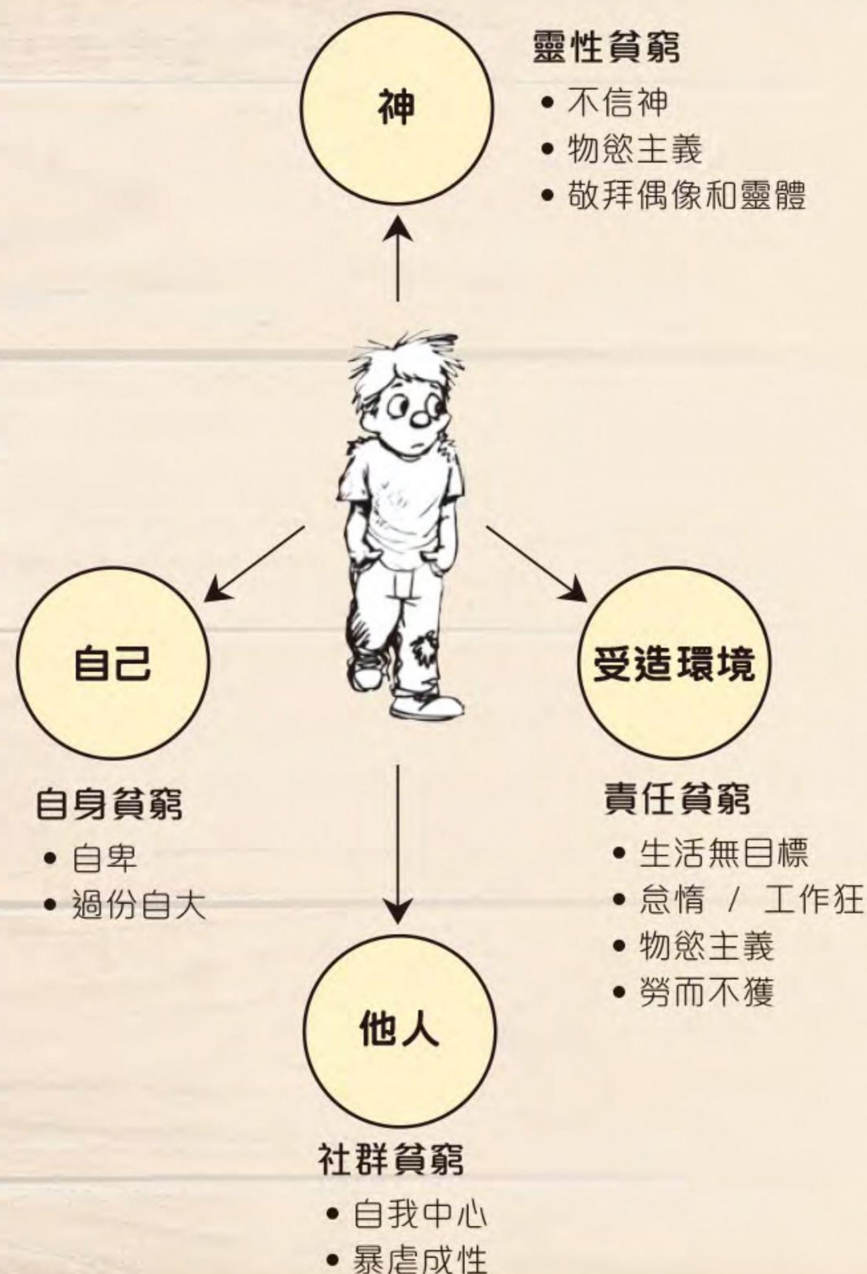 神
靈性貧窮
• 不信神
• 物慾主義
• 敬拜偶像和靈體
自己
自身貧窮
• 自卑
• 過份自大
受造環境
責任貧窮
• 生活無目標
• 怠惰 / 工作狂
• 物慾主義
• 勞而不獲
他人
社群貧窮
• 自我中心
• 暴虐成性